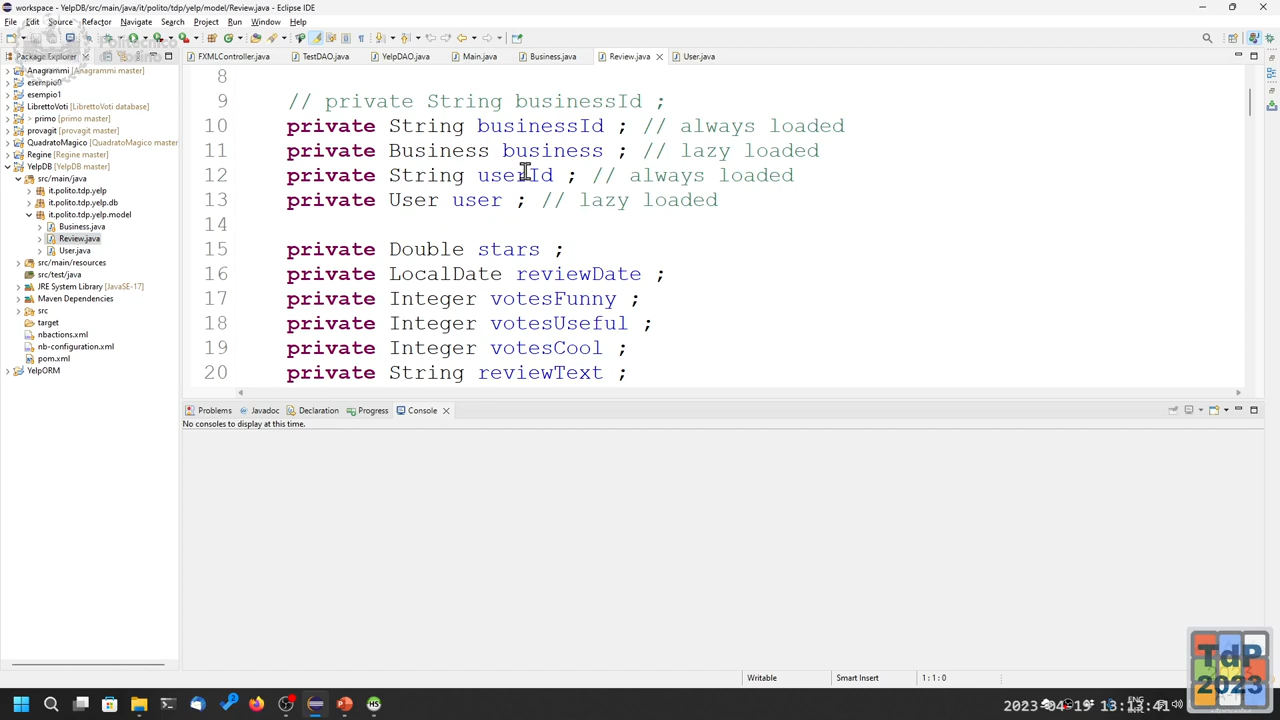 workspace - YelpDB/src/main/java/it/polito/tdp/yelp/model/Review.java - Eclipse IDE
File Edit Source Refactor Navigate Search Project Run Window Help
Politecnico
Package Explorer
FXMLController.java TestDAO.java YelpDAO.java Main.java Business.java Review.java User.java
Anagrammi [Anagrammi master]
esempio0
esempio1
LibrettoVoti [LibrettoVoti database]
> primo [primo master]
provagit [provagit master]
QuadratoMagico [QuadratoMagico master]
Regine [Regine master]
YelpDB [YelpDB master]
src/main/java
it.polito.tdp.yelp
it.polito.tdp.yelp.db
it.polito.tdp.yelp.model
Business.java
Review.java
User.java
src/main/resources
src/test/java
JRE System Library [JavaSE-17]
Maven Dependencies
src
target
nbactions.xml
nb-configuration.xml
pom.xml
YelpORM
8
9 // private String businessId ;
10 private String businessId ; // always loaded
11 private Business business ; // lazy loaded
12 private String userId ; // always loaded
13 private User user ; // lazy loaded
14
15 private Double stars ;
16 private LocalDate reviewDate ;
17 private Integer votesFunny ;
18 private Integer votesUseful ;
19 private Integer votesCool ;
20 private String reviewText ;
Problems Javadoc Declaration Progress Console
No consoles to display at this time.
Writable Smart Insert 1 : 1 : 0
TdP
2023
ENG
2023-04-19 13:15:41